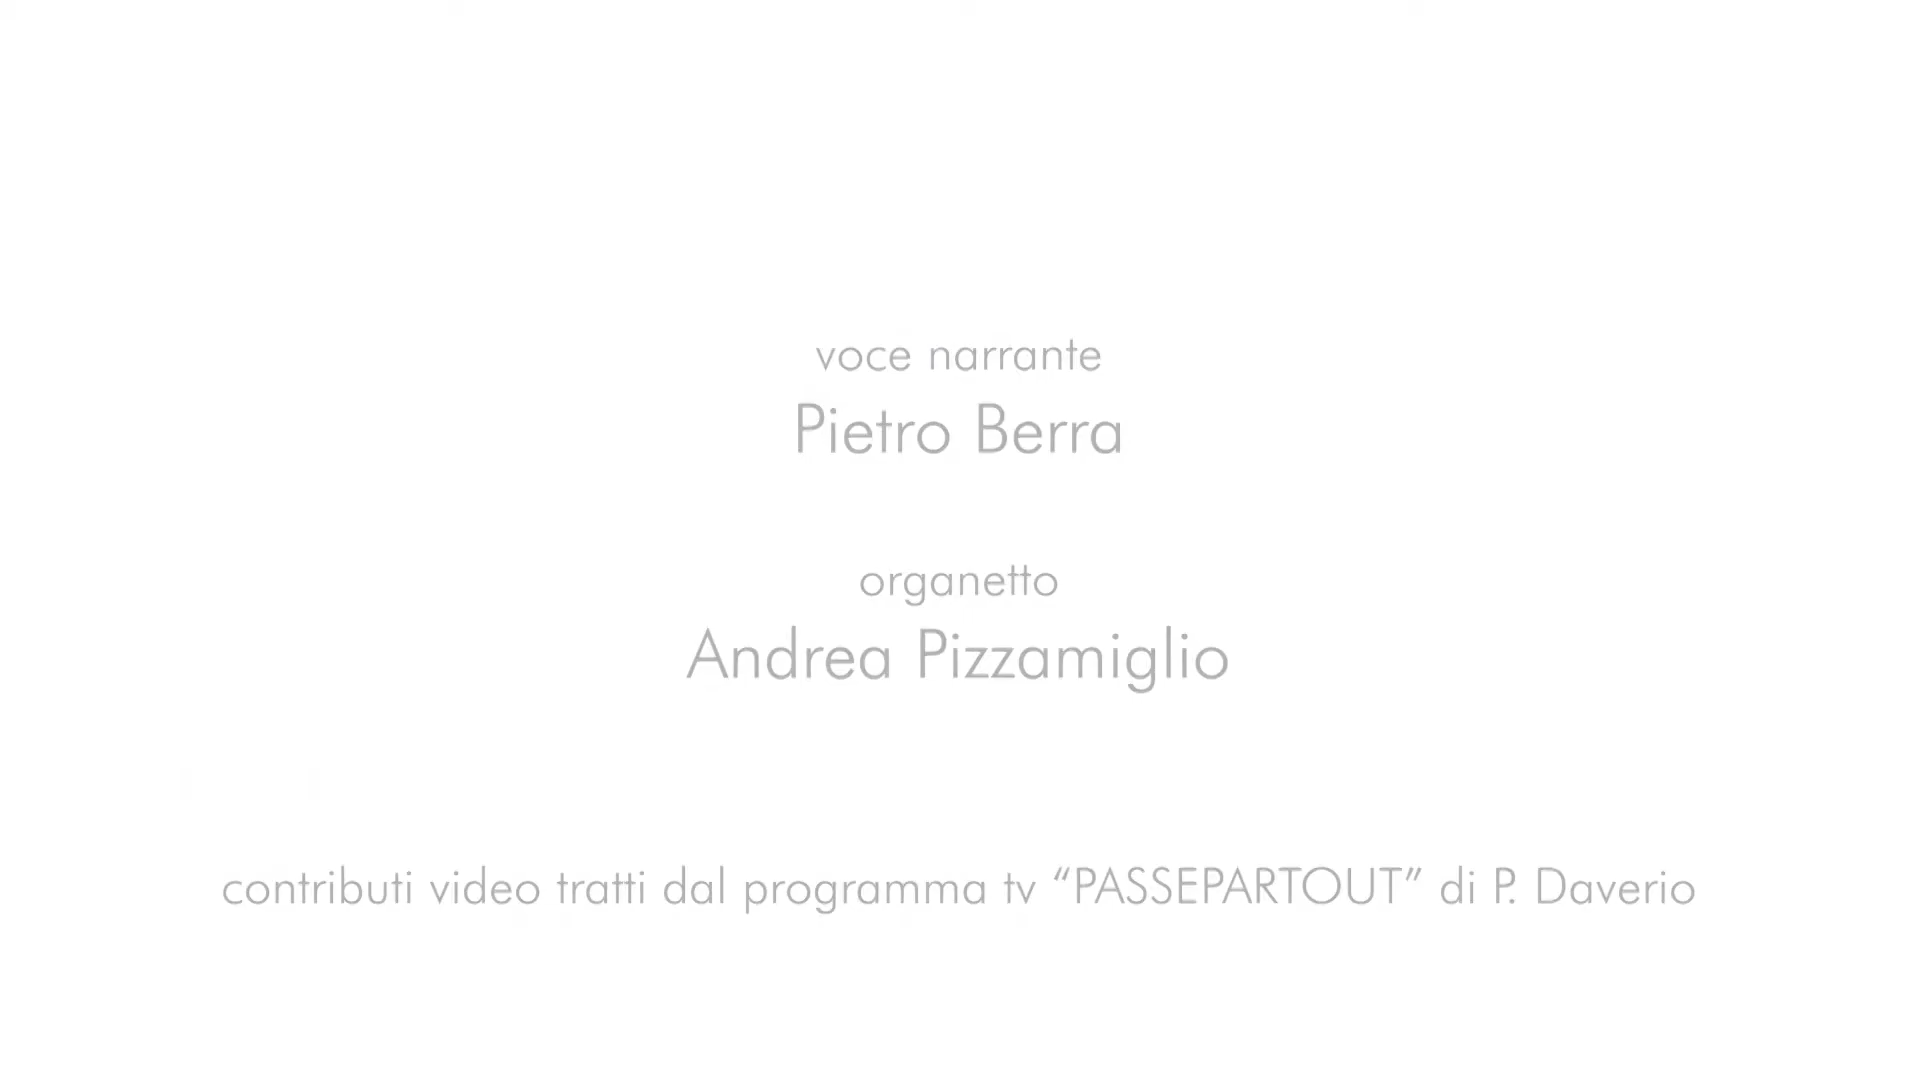 voce narrante
Pietro Berra
organetto
Andrea Pizzamiglio
contributi video tratti dal programma tv “PASSEPARTOUT” di P. Daverio